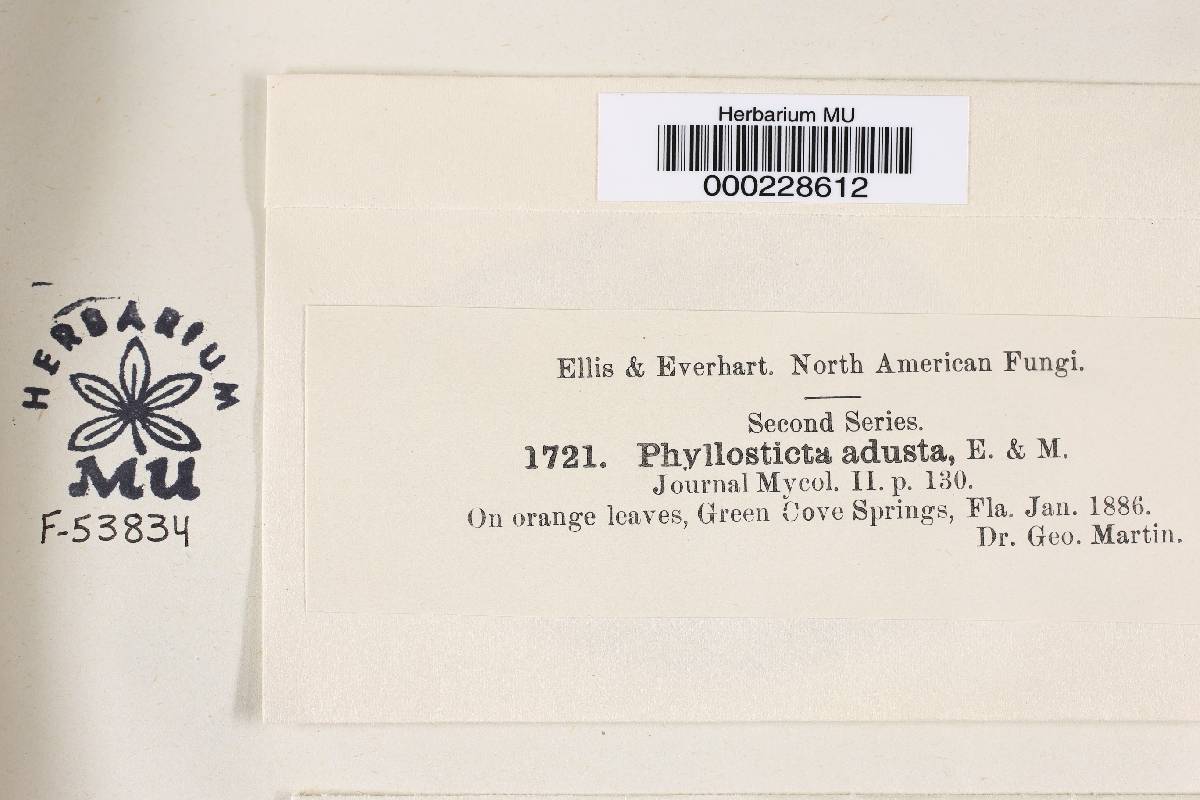 Herbarium MU
000228612
HERBARIUM
MU
F-53834
Ellis & Everhart. North American Fungi.
Second Series.
1721. Phyllosticta adusta, E. & M.
Journal Mycol. II. p. 130.
On orange leaves, Green Cove Springs, Fla. Jan. 1886.
Dr. Geo. Martin.